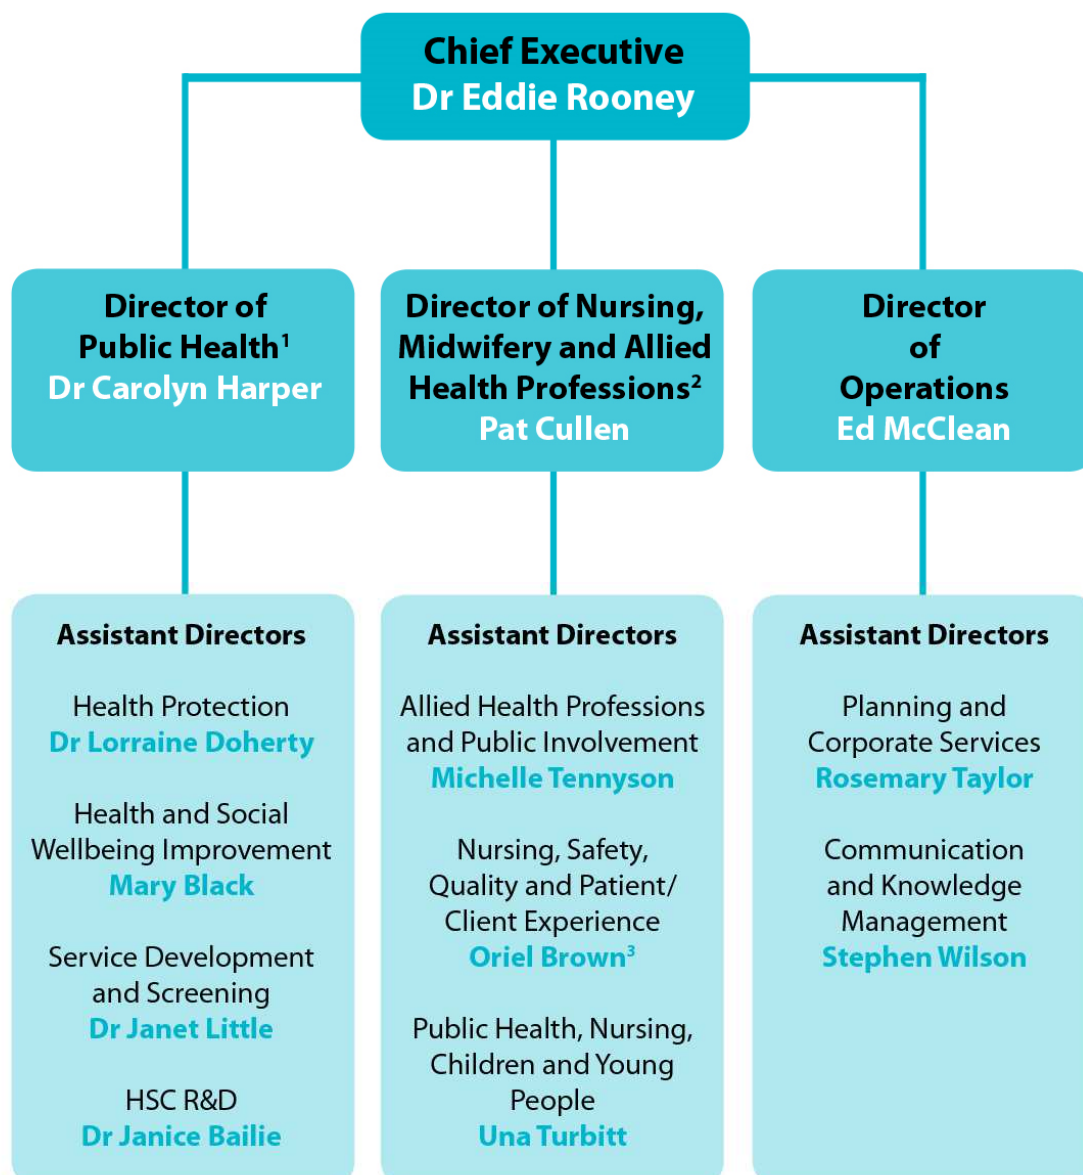 Chief Executive
Dr Eddie Rooney
Director of
Public Health¹
Dr Carolyn Harper
Director of Nursing,
Midwifery and Allied
Health Professions²
Pat Cullen
Director
of
Operations
Ed McClean
Assistant Directors
Health Protection
Dr Lorraine Doherty
Health and Social
Wellbeing Improvement
Mary Black
Service Development
and Screening
Dr Janet Little
HSC R&D
Dr Janice Bailie
Assistant Directors
Allied Health Professions
and Public Involvement
Michelle Tennyson
Nursing, Safety,
Quality and Patient/
Client Experience
Oriel Brown³
Public Health, Nursing,
Children and Young
People
Una Turbitt
Assistant Directors
Planning and
Corporate Services
Rosemary Taylor
Communication
and Knowledge
Management
Stephen Wilson